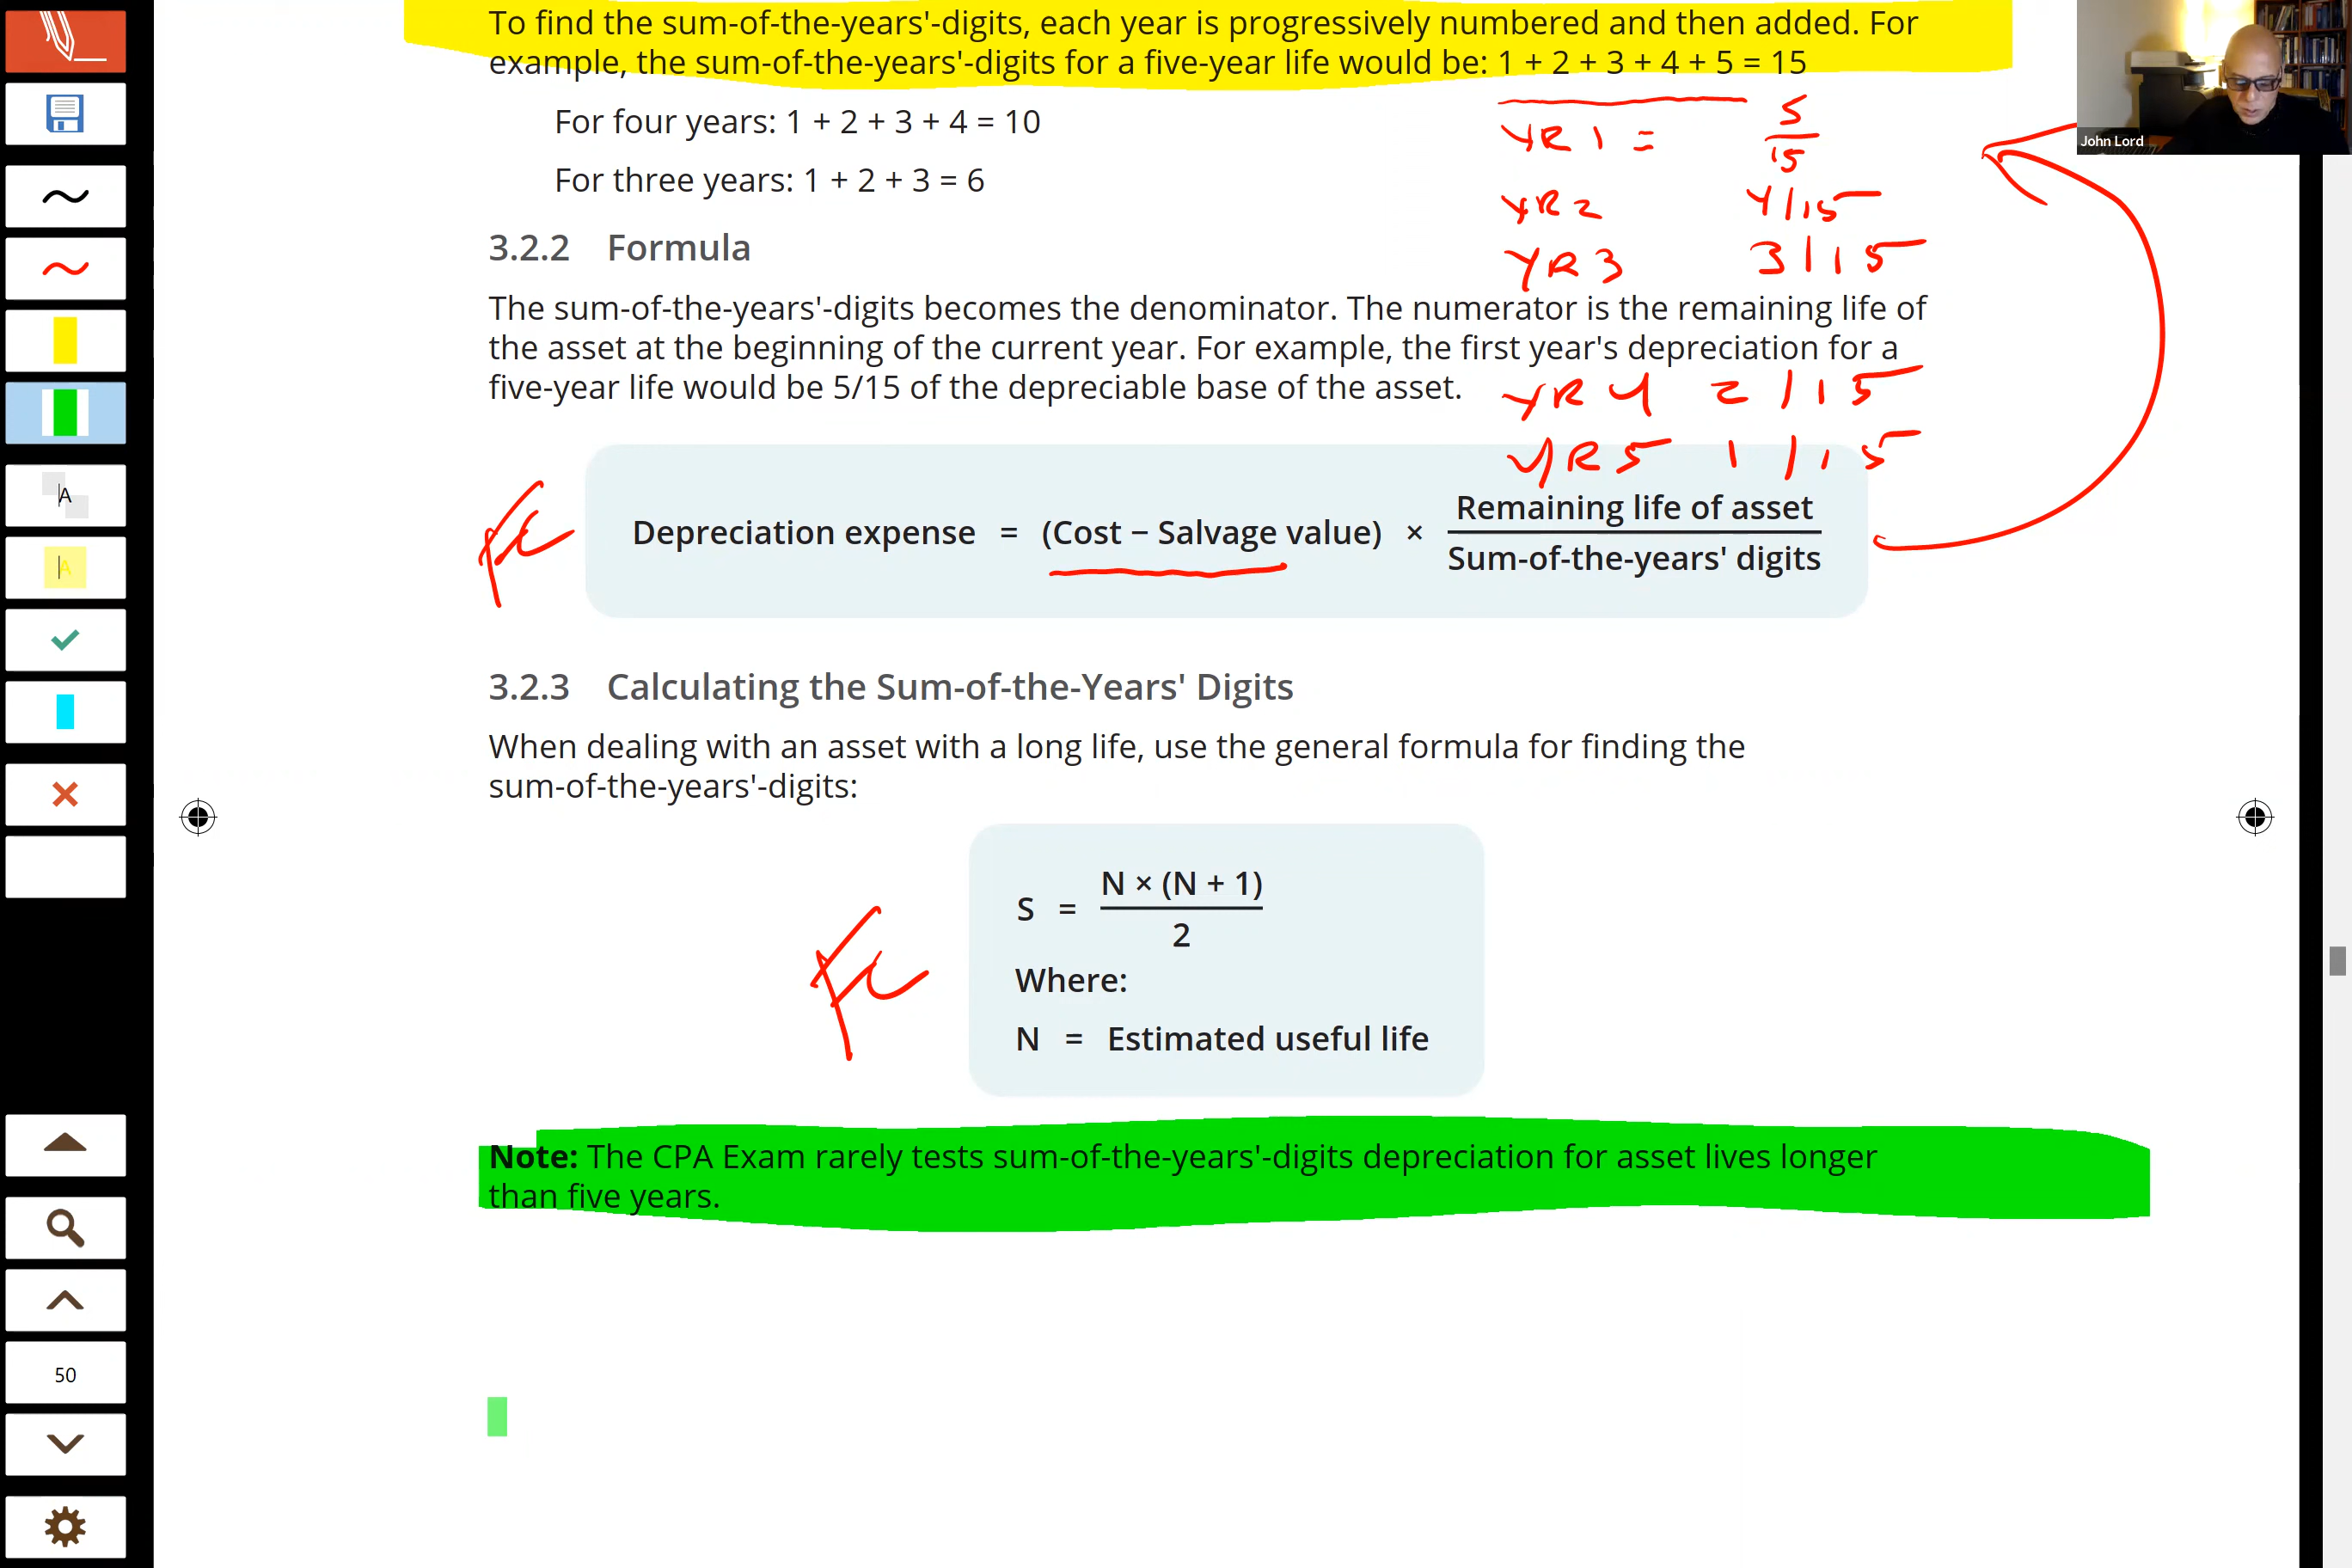 To find the sum-of-the-years'-digits, each year is progressively numbered and then added. For
example, the sum-of-the-years'-digits for a five-year life would be: 1 + 2 + 3 + 4 + 5 = 15
For four years: 1 + 2 + 3 + 4 = 10
For three years: 1 + 2 + 3 = 6
John Lord
YR 1 = 5/15
YR 2 4/15
YR 3 3/15
3.2.2 Formula
The sum-of-the-years'-digits becomes the denominator. The numerator is the remaining life of
the asset at the beginning of the current year. For example, the first year's depreciation for a
five-year life would be 5/15 of the depreciable base of the asset.
YR 4 2/15
YR 5 1/15
FC
Depreciation expense = (Cost − Salvage value) × Remaining life of asset
Sum-of-the-years' digits
3.2.3 Calculating the Sum-of-the-Years' Digits
When dealing with an asset with a long life, use the general formula for finding the
sum-of-the-years'-digits:
FC
S = N × (N + 1)
2
Where:
N = Estimated useful life
Note: The CPA Exam rarely tests sum-of-the-years'-digits depreciation for asset lives longer
than five years.
A
A
50